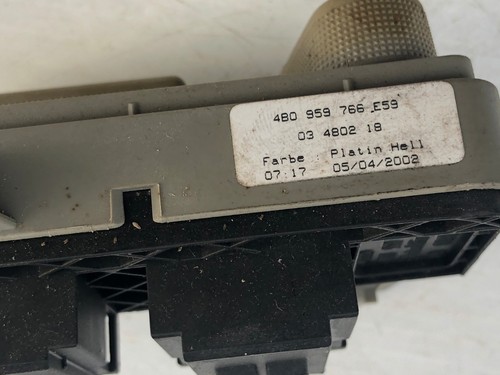 4B0 959 766 E59
03 4802 18
Farbe : Platin Hell
07:17 05/04/2002